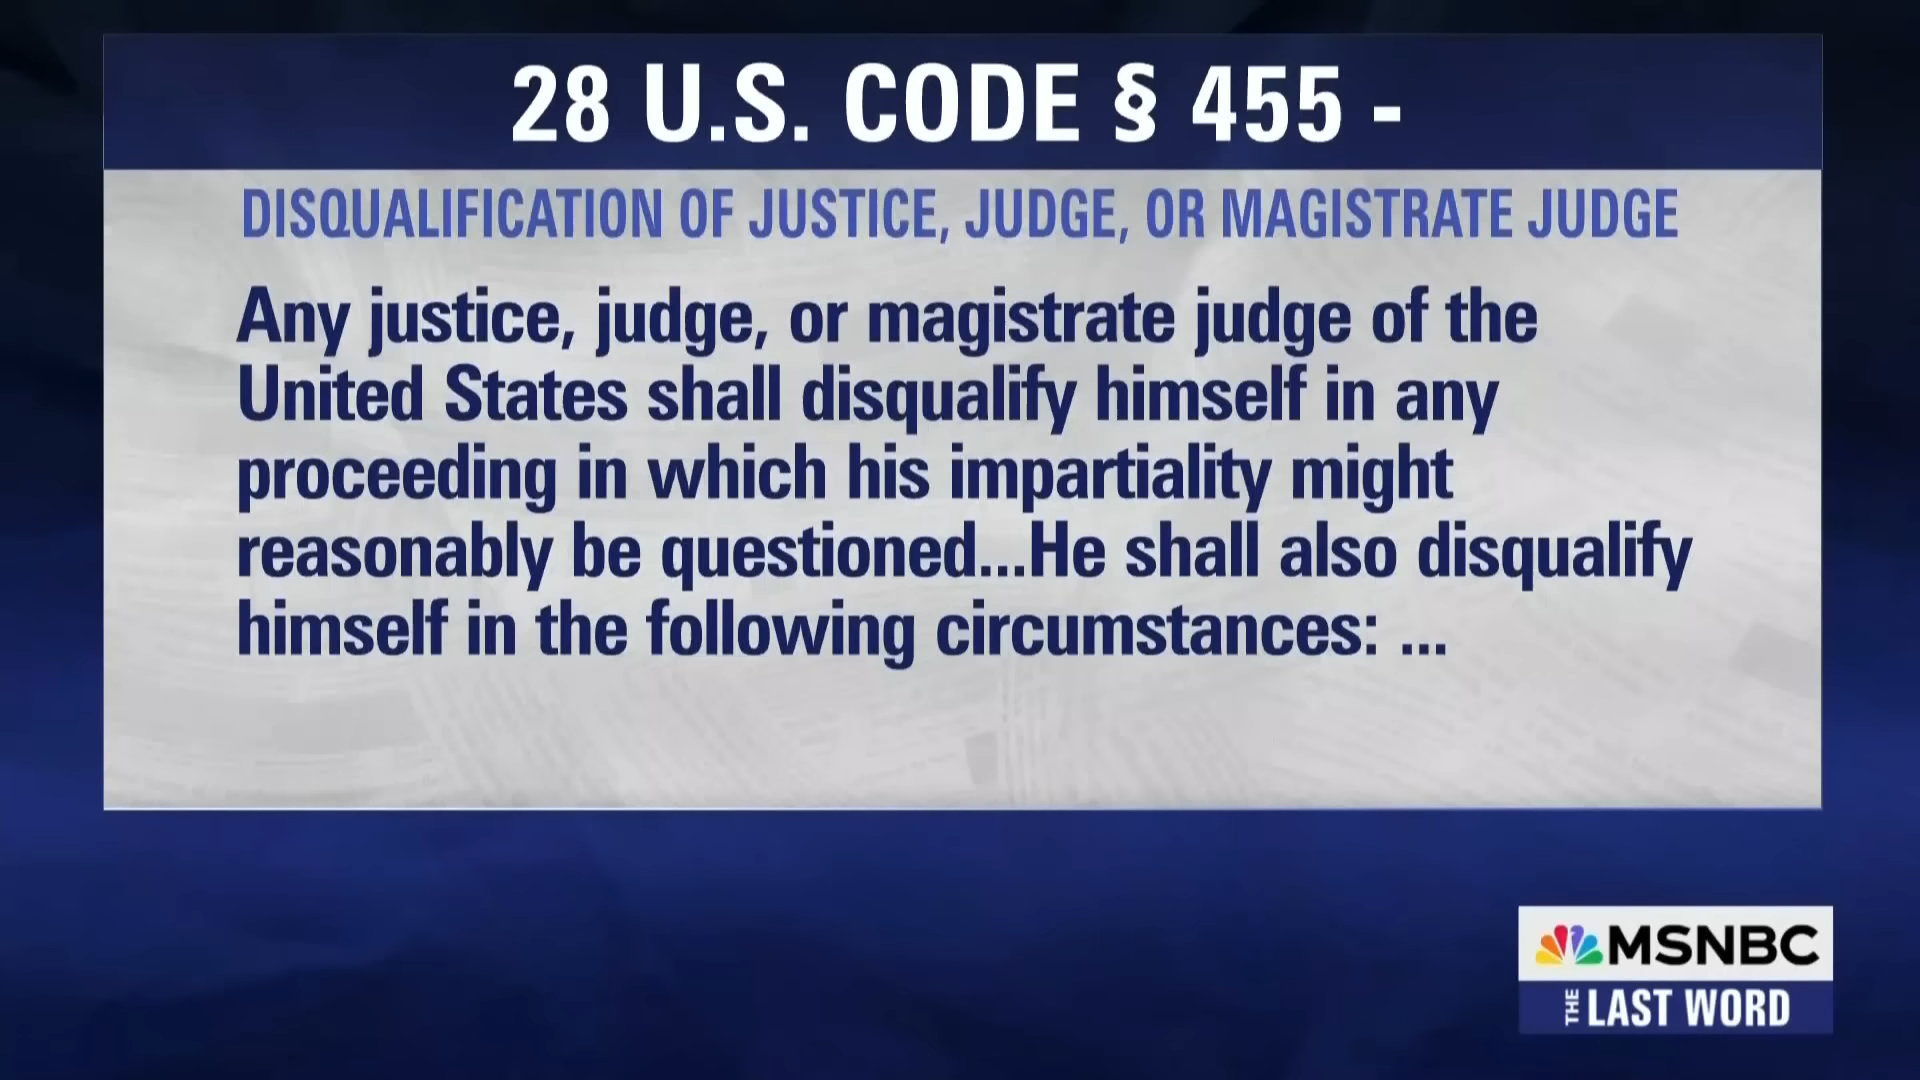 28 U.S. CODE § 455 -
DISQUALIFICATION OF JUSTICE, JUDGE, OR MAGISTRATE JUDGE
Any justice, judge, or magistrate judge of the
United States shall disqualify himself in any
proceeding in which his impartiality might
reasonably be questioned...He shall also disqualify
himself in the following circumstances: ...
MSNBC
THE LAST WORD